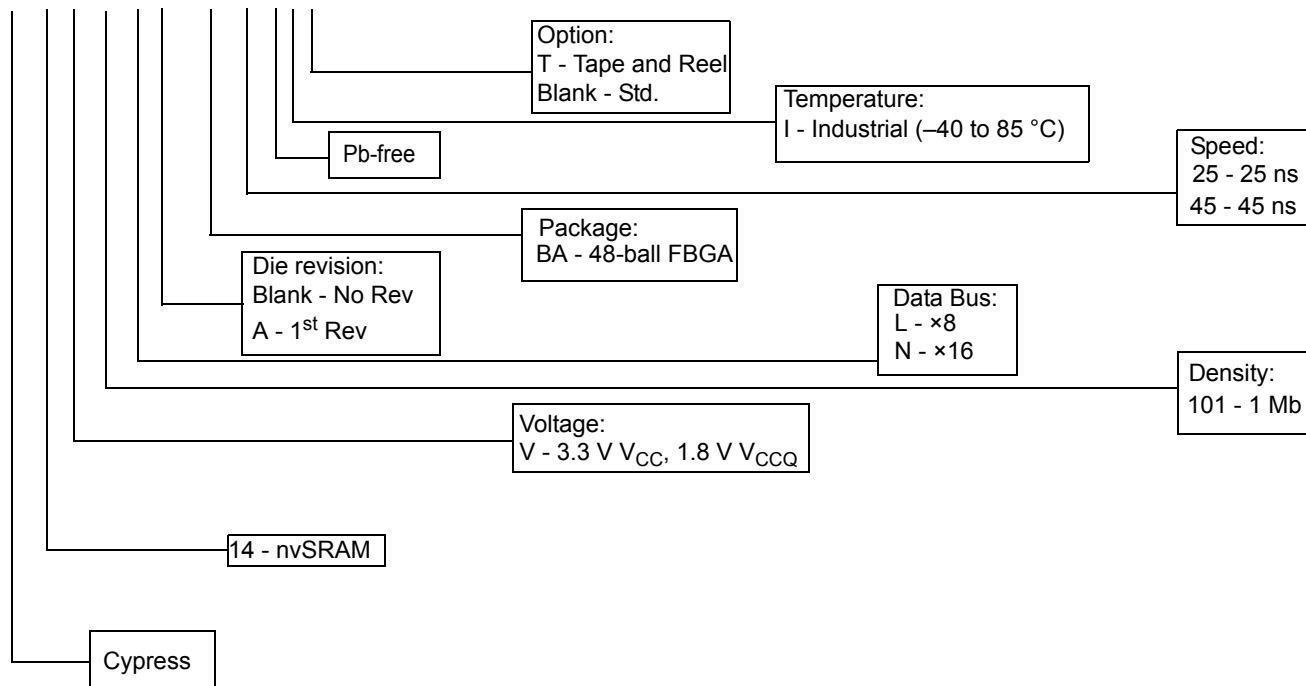 Option:
T - Tape and Reel
Blank - Std.
Temperature:
I - Industrial (–40 to 85 °C)
Pb-free
Speed:
25 - 25 ns
45 - 45 ns
Package:
BA - 48-ball FBGA
Die revision:
Blank - No Rev
A - 1st Rev
Data Bus:
L - ×8
N - ×16
Density:
101 - 1 Mb
Voltage:
V - 3.3 V VCC, 1.8 V VCCQ
14 - nvSRAM
Cypress